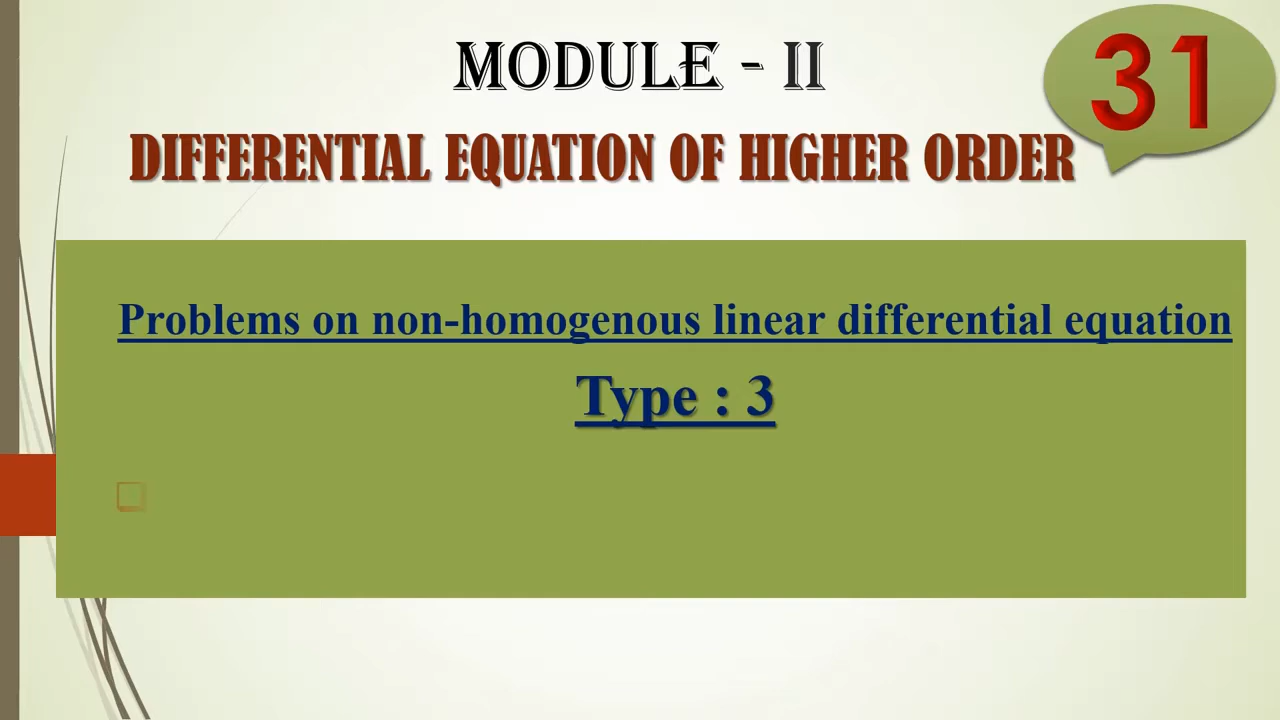 MODULE - II
31
DIFFERENTIAL EQUATION OF HIGHER ORDER
Problems on non-homogenous linear differential equation
Type : 3